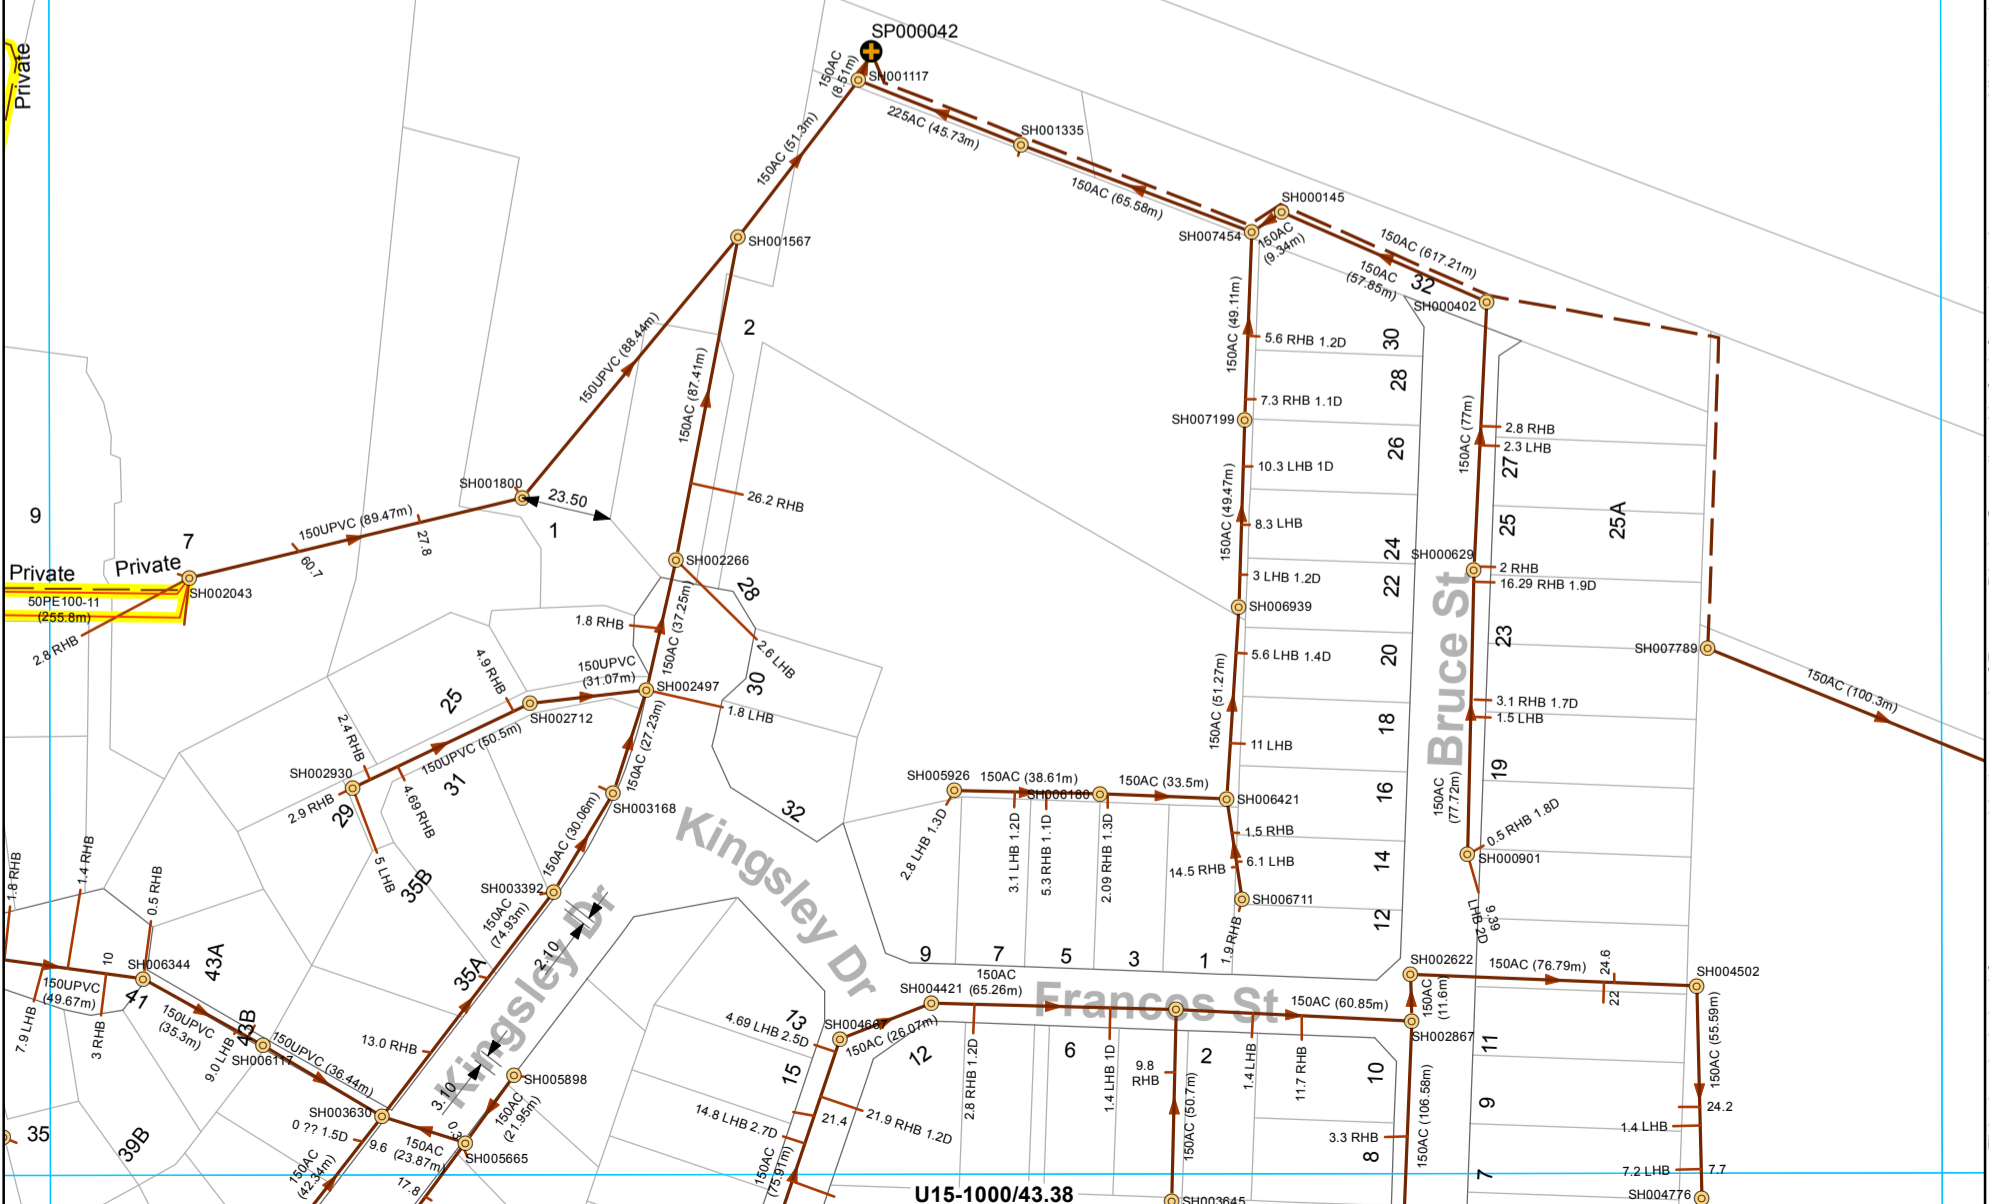 SP000042
Private
150AC
(8.51m)
SH001117
225AC (45.73m)
SH001335
150AC (51.3m)
150AC (65.58m)
SH000145
SH007454
150AC
(9.34m)
150AC (617.21m)
150AC
(57.85m)
32
SH000402
SH001567
2
150AC (49.11m)
5.6 RHB 1.2D
30
28
150UPVC (88.44m)
150AC (87.41m)
7.3 RHB 1.1D
SH007199
150AC (77m)
2.8 RHB
2.3 LHB
26
27
10.3 LHB 1D
SH001800
23.50
26.2 RHB
150AC (49.47m)
8.3 LHB
9
7
150UPVC (89.47m)
27.8
60.7
1
25
25A
24
SH000629
2 RHB
16.29 RHB 1.9D
Private
Private
50PE100-11
(255.8m)
SH002043
2.8 RHB
SH002266
28
3 LHB 1.2D
22
SH006939
Bruce St
23
1.8 RHB
150AC (37.25m)
2.6 LHB
5.6 LHB 1.4D
20
SH007789
150AC (100.3m)
4.9 RHB
150UPVC
(31.07m)
SH002497
30
1.8 LHB
25
SH002712
150AC (51.27m)
18
3.1 RHB 1.7D
1.5 LHB
2.4 RHB
150UPVC (50.5m)
150AC (27.23m)
11 LHB
SH002930
2.9 RHB
29
31
4.69 RHB
SH003168
32
SH005926
150AC (38.61m)
SH006180
150AC (33.5m)
SH006421
16
19
150AC
(77.72m)
0.5 RHB 1.8D
SH000901
150AC (30.06m)
Kingsley Dr
2.8 LHB 1.3D
3.1 LHB 1.2D
5.3 RHB 1.1D
2.09 RHB 1.3D
1.5 RHB
6.1 LHB
14.5 RHB
14
SH006711
5 LHB
35B
SH003392
1.8 RHB
1.4 RHB
0.5 RHB
150AC
(74.93m)
2.10
Kingsley Dr
1.9 RHB
12
9.39
LHB 2D
9
7
5
3
1
43A
10
SH006344
41
150UPVC
(49.67m)
150UPVC
(35.3m)
7.9 LHB
3 RHB
35A
150AC
(65.26m)
SH004421
Frances St
150AC (60.85m)
SH002622
150AC (76.79m)
24.6
22
SH004502
150AC
(11.6m)
SH002867
43B
9.0 LHB
SH006117
150UPVC (36.44m)
13.0 RHB
3.10
SH005898
4.69 LHB 2.5D
13
SH004667
150AC (26.07m)
12
6
2
10
11
150AC (55.59m)
15
2.8 RHB 1.2D
1.4 LHB 1D
9.8
RHB
1.4 LHB
11.7 RHB
9
24.2
1.4 LHB
SH003630
0 ?? 1.5D
9.6
150AC
(23.87m)
150AC
(21.95m)
SH005665
14.8 LHB 2.7D
21.4
21.9 RHB 1.2D
150AC (50.7m)
3.3 RHB
8
150AC (106.58m)
35
39B
150AC
(42.34m)
17.8
150AC
(75.91m)
7
7.2 LHB
7.7
SH004776
U15-1000/43.38
SH003645